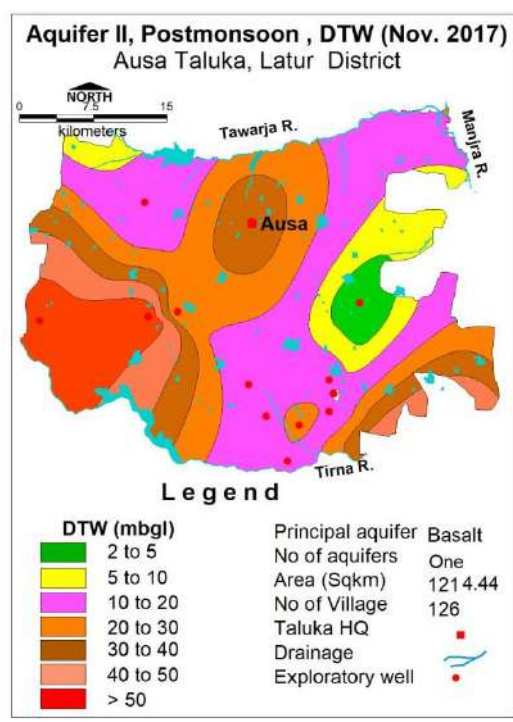 Aquifer II, Postmonsoon , DTW (Nov. 2017)
Ausa Taluka, Latur District
NORTH
0 7.5 15
kilometers
Tawarja R.
Manjra R.
Ausa
Tirna R.
Legend
DTW (mbgl)
2 to 5
5 to 10
10 to 20
20 to 30
30 to 40
40 to 50
> 50
Principal aquifer Basalt
No of aquifers One
Area (Sqkm) 1214.44
No of Village 126
Taluka HQ
Drainage
Exploratory well